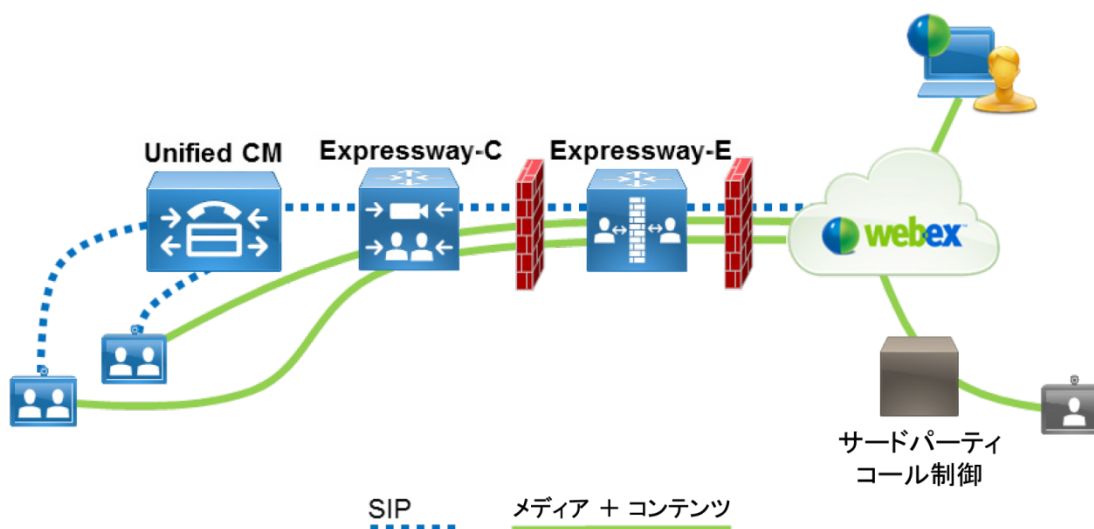 Unified CM
Expressway-C
Expressway-E
webex
サードパーティ
コール制御
SIP
メディア + コンテンツ